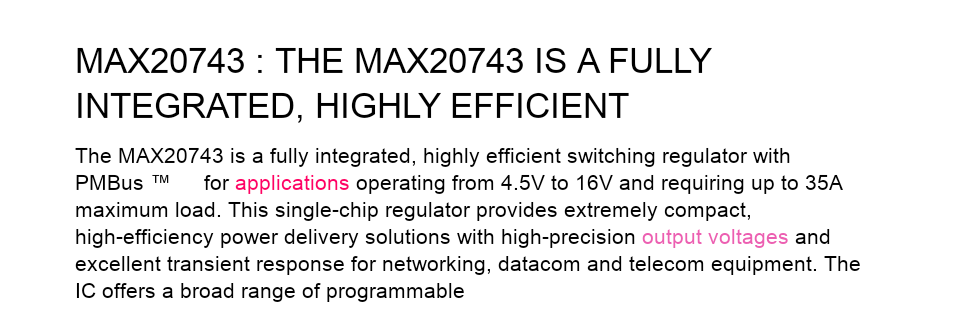 MAX20743 : THE MAX20743 IS A FULLY
INTEGRATED, HIGHLY EFFICIENT
The MAX20743 is a fully integrated, highly efficient switching regulator with
PMBus ™ for applications operating from 4.5V to 16V and requiring up to 35A
maximum load. This single-chip regulator provides extremely compact,
high-efficiency power delivery solutions with high-precision output voltages and
excellent transient response for networking, datacom and telecom equipment. The
IC offers a broad range of programmable